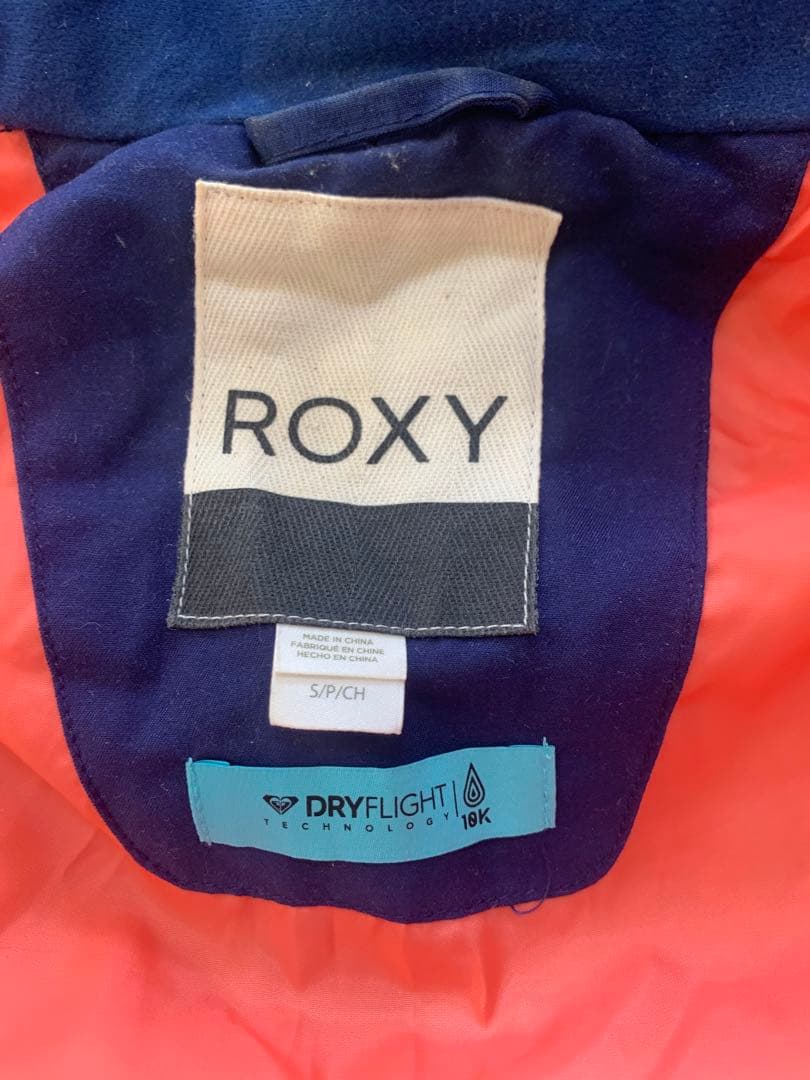 ROXY
MADE IN CHINA
FABRIQUÉ EN CHINE
HECHO EN CHINA
S/P/CH
DRYFLIGHT
TECHNOLOGY
10K